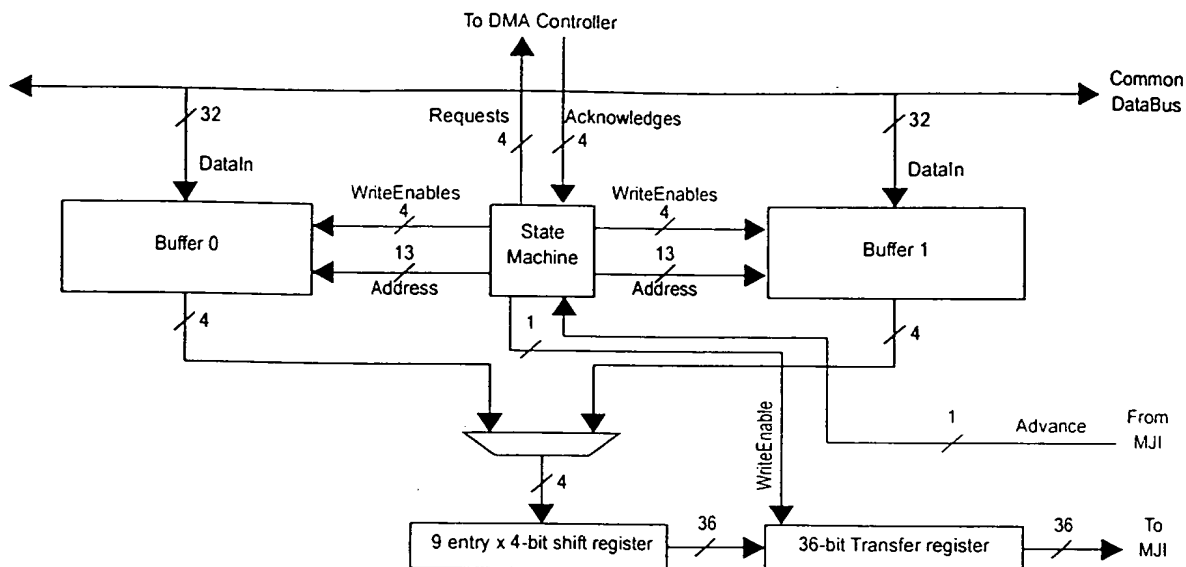 To DMA Controller
Common
DataBus
32
Requests
4
Acknowledges
4
32
DataIn
DataIn
WriteEnables
4
WriteEnables
4
Buffer 0
State
Machine
Buffer 1
13
Address
13
Address
4
1
4
WriteEnable
1
Advance
From
MJI
4
9 entry x 4-bit shift register
36
36-bit Transfer register
36
To
MJI